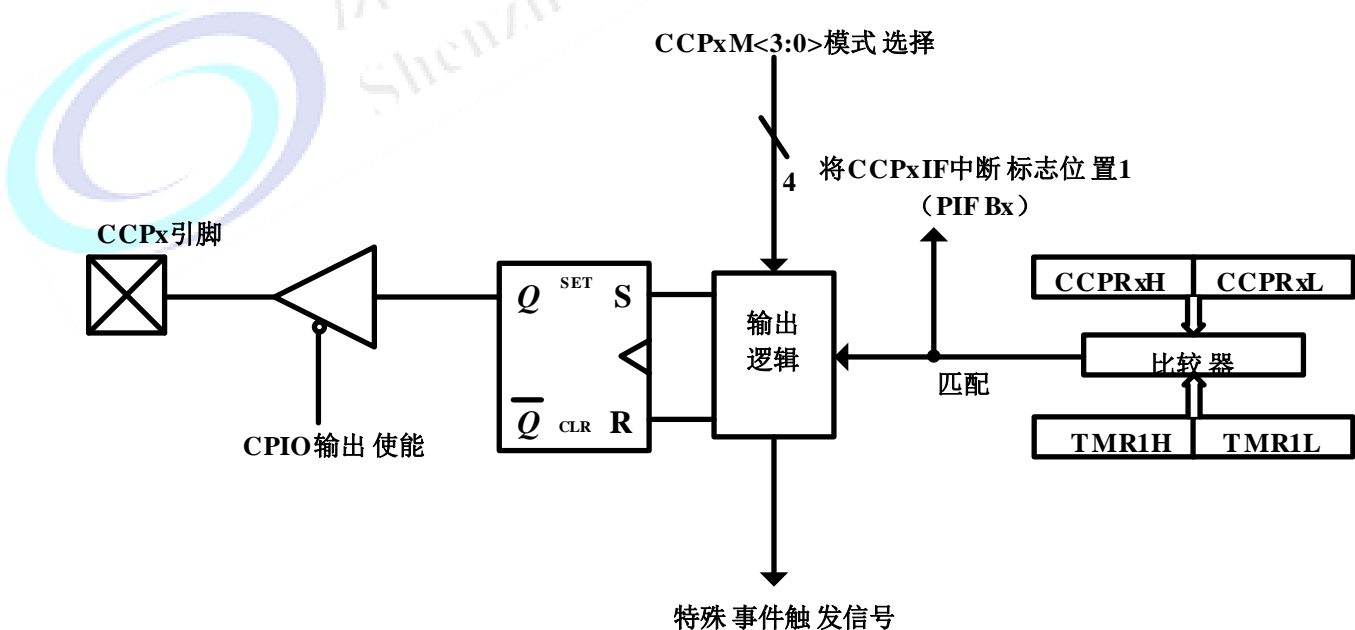 Shenzh
CCPxM<3:0>模式选择
4
将CCPxIF中断标志位置1
（PIFBx）
CCPx引脚
CCPRxH CCPRxL
Q SET S
输出
逻辑
比较器
匹配
Q CLR R
TMR1H TMR1L
CPIO输出使能
特殊事件触发信号